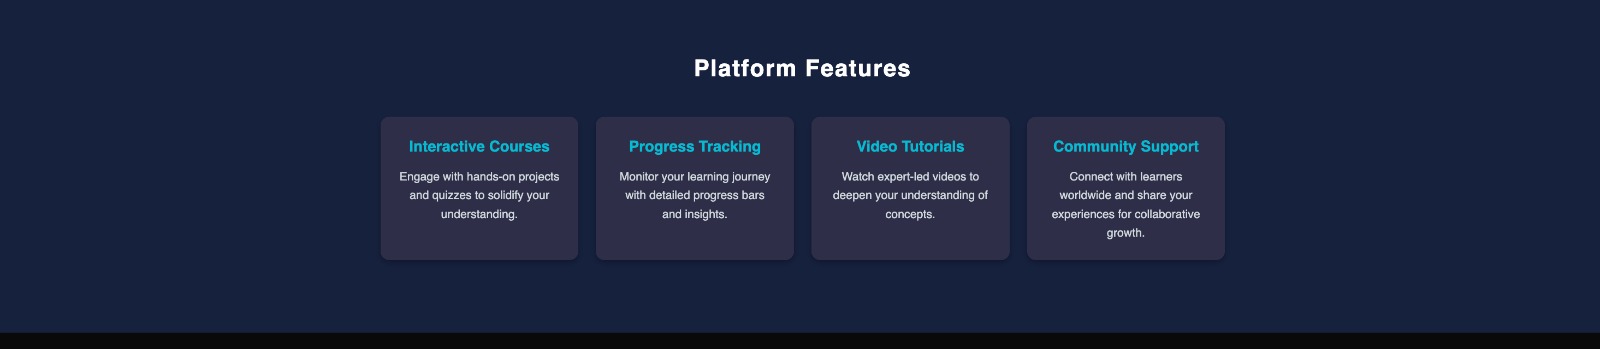 Platform Features
Interactive Courses
Engage with hands-on projects
and quizzes to solidify your
understanding.
Progress Tracking
Monitor your learning journey
with detailed progress bars
and insights.
Video Tutorials
Watch expert-led videos to
deepen your understanding of
concepts.
Community Support
Connect with learners
worldwide and share your
experiences for collaborative
growth.